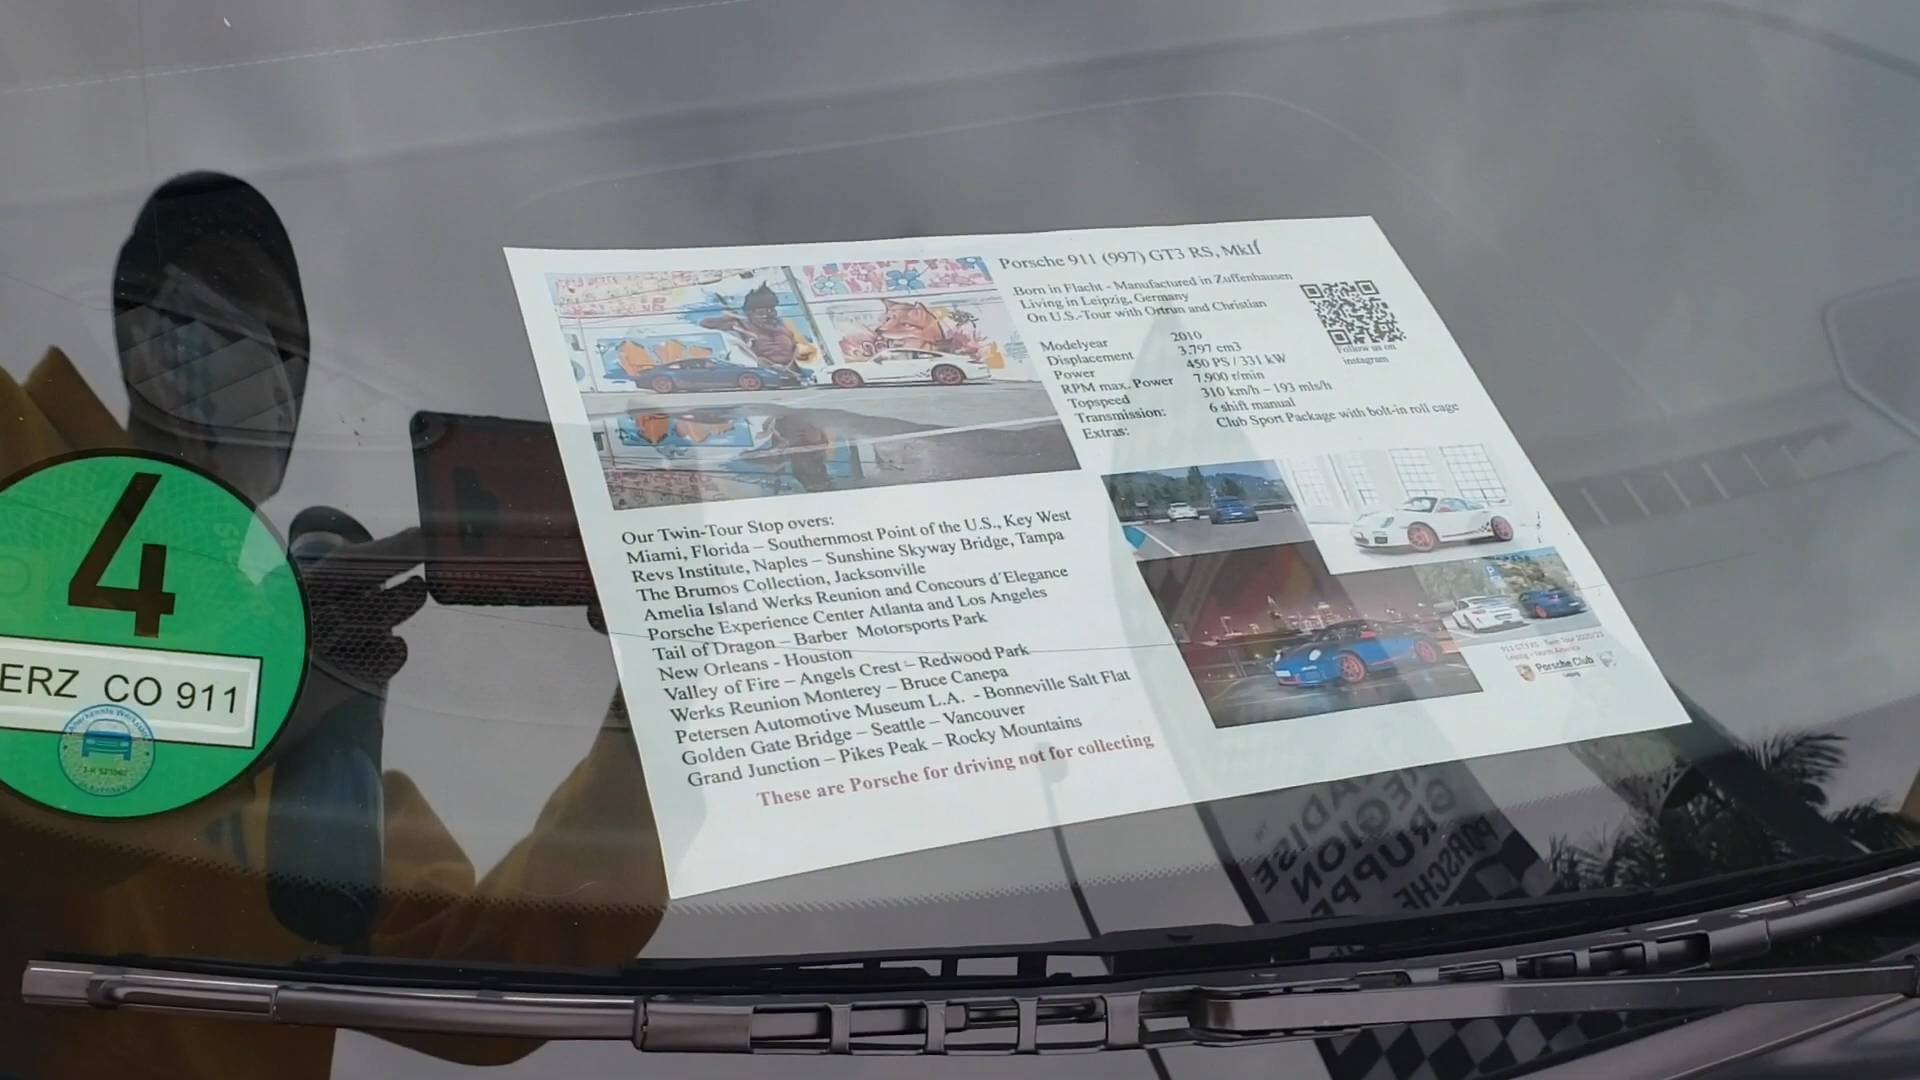 Porsche 911 (997) GT3 RS, MkII
Born in Flacht - Manufactured in Zuffenhausen
Living in Leipzig, Germany
On U.S.-Tour with Ortrun and Christian
Follow us on
instagram
Modelyear 2010
Displacement 3.797 cm3
Power 450 PS / 331 kW
RPM max. Power 7.900 r/min
Topspeed 310 km/h – 193 mls/h
Transmission: 6 shift manual
Extras: Club Sport Package with bolt-in roll cage
Our Twin-Tour Stop overs:
Miami, Florida – Southernmost Point of the U.S., Key West
Revs Institute, Naples – Sunshine Skyway Bridge, Tampa
The Brumos Collection, Jacksonville
Amelia Island Werks Reunion and Concours d´Elegance
Porsche Experience Center Atlanta and Los Angeles
Tail of Dragon – Barber Motorsports Park
New Orleans - Houston
Valley of Fire – Angels Crest – Redwood Park
Werks Reunion Monterey – Bruce Canepa
Petersen Automotive Museum L.A. - Bonneville Salt Flat
Golden Gate Bridge – Seattle – Vancouver
Grand Junction – Pikes Peak – Rocky Mountains
These are Porsche for driving not for collecting
Porsche Club
Leipzig
4
ERZ CO 911
PORSCHE
GRUPPE
REGION